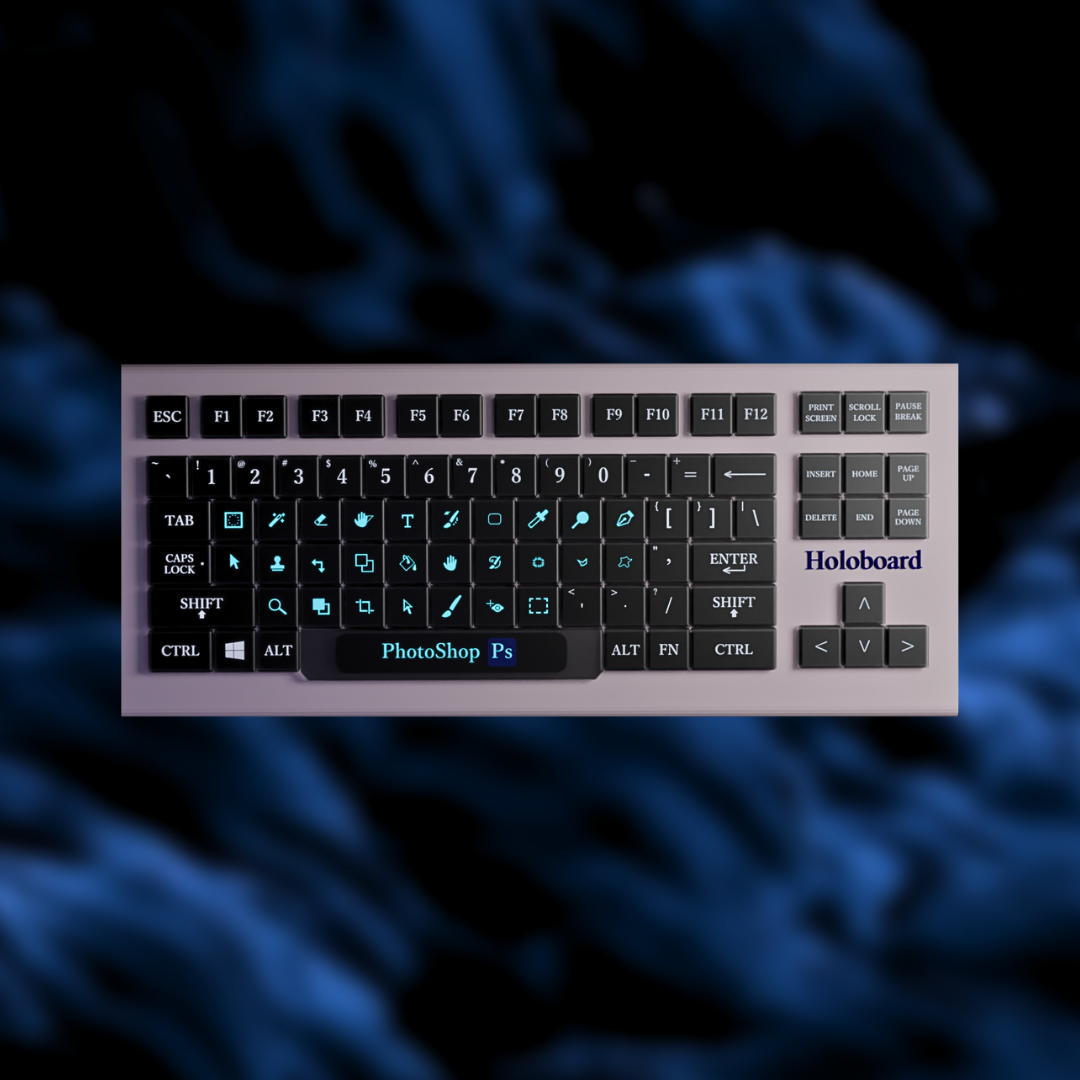 ESC F1 F2 F3 F4 F5 F6 F7 F8 F9 F10 F11 F12 PRINT SCREEN SCROLL LOCK PAUSE BREAK
~ ` ! 1 @ 2 # 3 $ 4 % 5 ^ 6 & 7 * 8 ( 9 ) 0 _ - + = INSERT HOME PAGE UP
TAB T { [ } ] | \ DELETE END PAGE DOWN
CAPS LOCK " , ENTER
Holoboard
SHIFT < , > . ? / SHIFT ^
CTRL ALT PhotoShop Ps ALT FN CTRL < V >